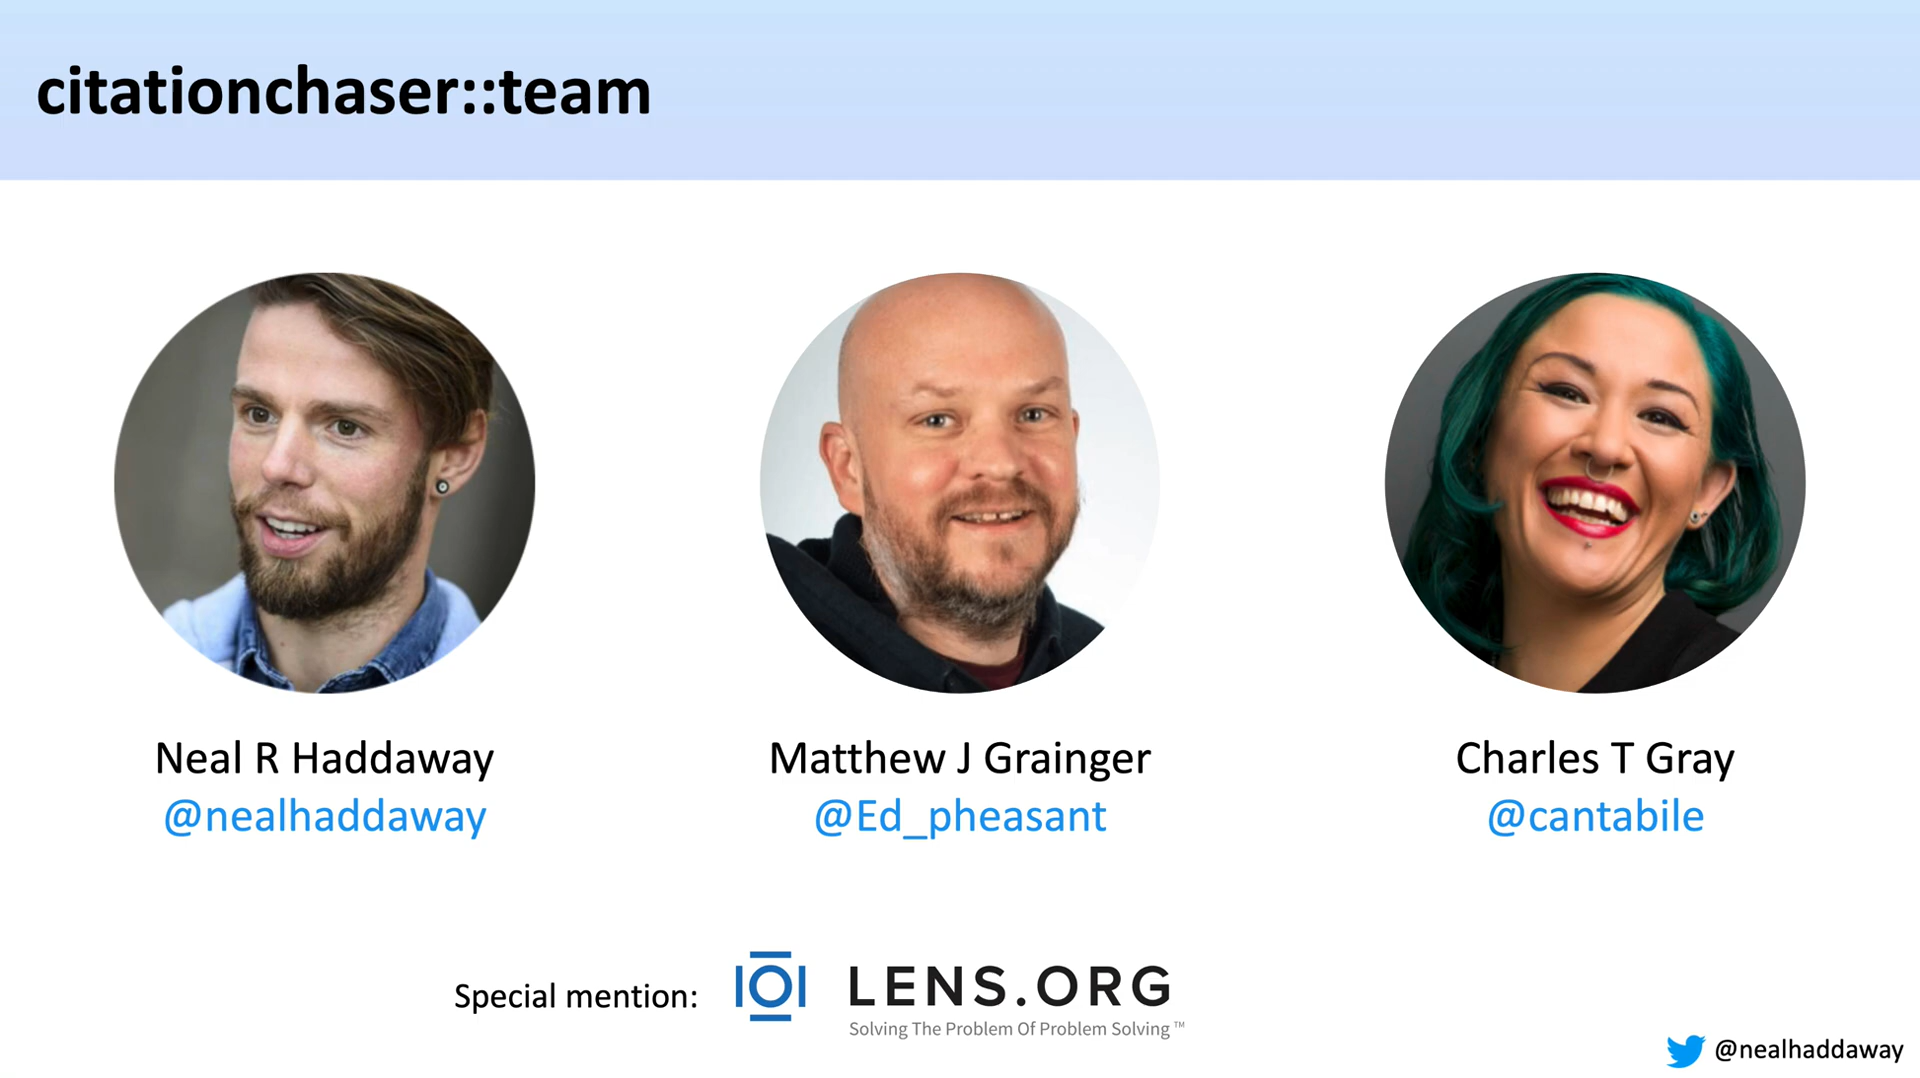 citationchaser::team
Neal R Haddaway
@nealhaddaway
Matthew J Grainger
@Ed_pheasant
Charles T Gray
@cantabile
Special mention:
LENS.ORG
Solving The Problem Of Problem Solving™
@nealhaddaway